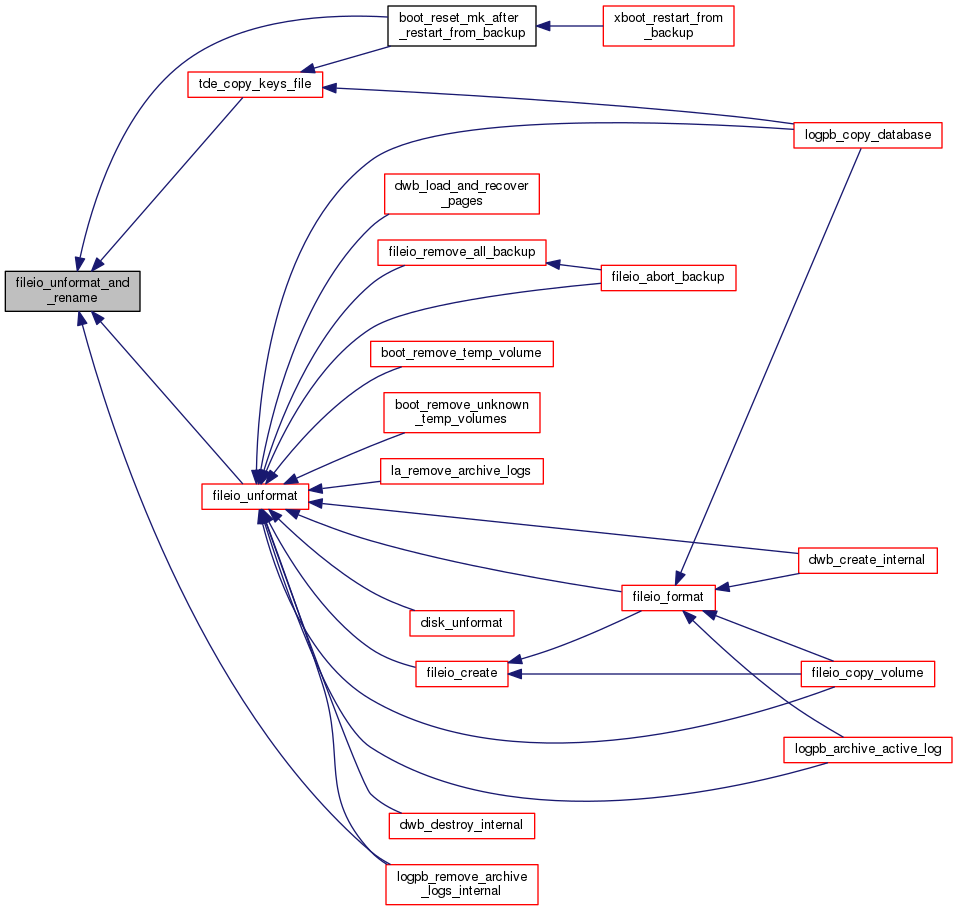 boot_reset_mk_after
_restart_from_backup
xboot_restart_from
_backup
tde_copy_keys_file
logpb_copy_database
dwb_load_and_recover
_pages
fileio_remove_all_backup
fileio_abort_backup
fileio_unformat_and
_rename
boot_remove_temp_volume
boot_remove_unknown
_temp_volumes
la_remove_archive_logs
fileio_unformat
dwb_create_internal
fileio_format
disk_unformat
fileio_create
fileio_copy_volume
logpb_archive_active_log
dwb_destroy_internal
logpb_remove_archive
_logs_internal